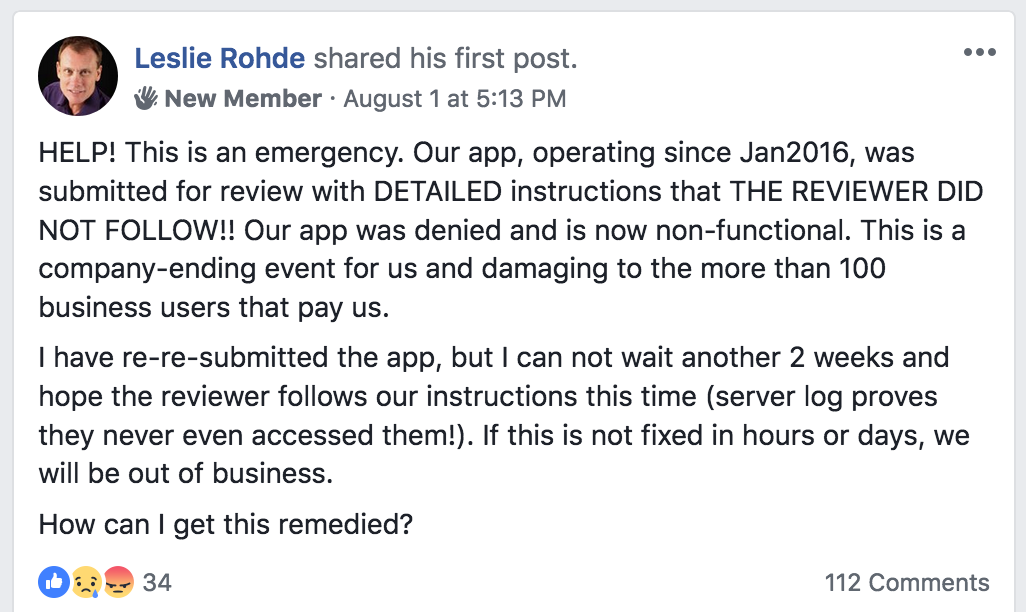 Leslie Rohde shared his first post.
New Member · August 1 at 5:13 PM
HELP! This is an emergency. Our app, operating since Jan2016, was
submitted for review with DETAILED instructions that THE REVIEWER DID
NOT FOLLOW!! Our app was denied and is now non-functional. This is a
company-ending event for us and damaging to the more than 100
business users that pay us.
I have re-re-submitted the app, but I can not wait another 2 weeks and
hope the reviewer follows our instructions this time (server log proves
they never even accessed them!). If this is not fixed in hours or days, we
will be out of business.
How can I get this remedied?
34 112 Comments